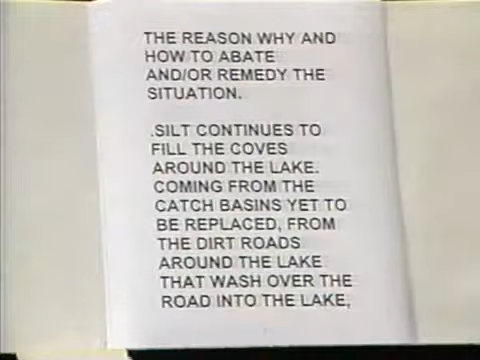 THE REASON WHY AND
HOW TO ABATE
AND/OR REMEDY THE
SITUATION.
.SILT CONTINUES TO
FILL THE COVES
AROUND THE LAKE.
COMING FROM THE
CATCH BASINS YET TO
BE REPLACED, FROM
THE DIRT ROADS
AROUND THE LAKE
THAT WASH OVER THE
ROAD INTO THE LAKE,